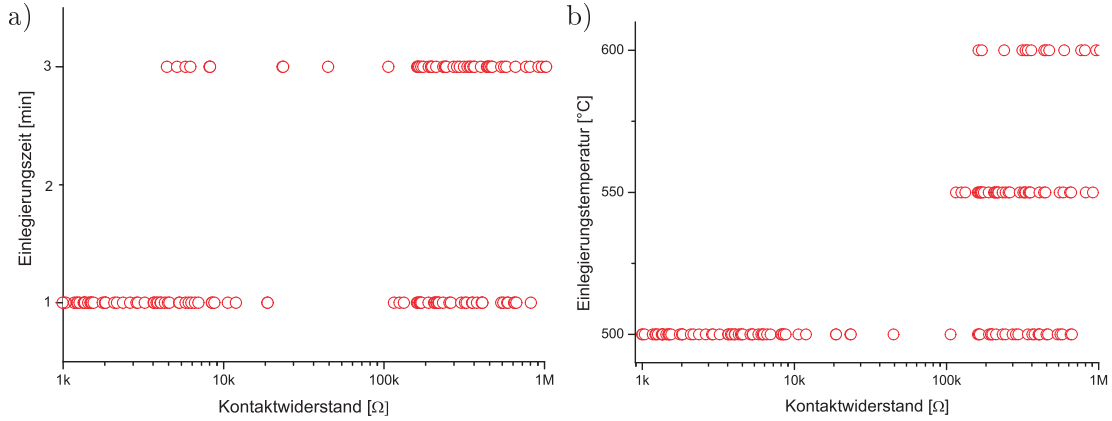 a)
Einlegierungszeit [min]
3
2
1
1k
10k
100k
1M
Kontaktwiderstand [Ω]
b)
Einlegierungstemperatur [°C]
600
550
500
1k
10k
100k
1M
Kontaktwiderstand [Ω]